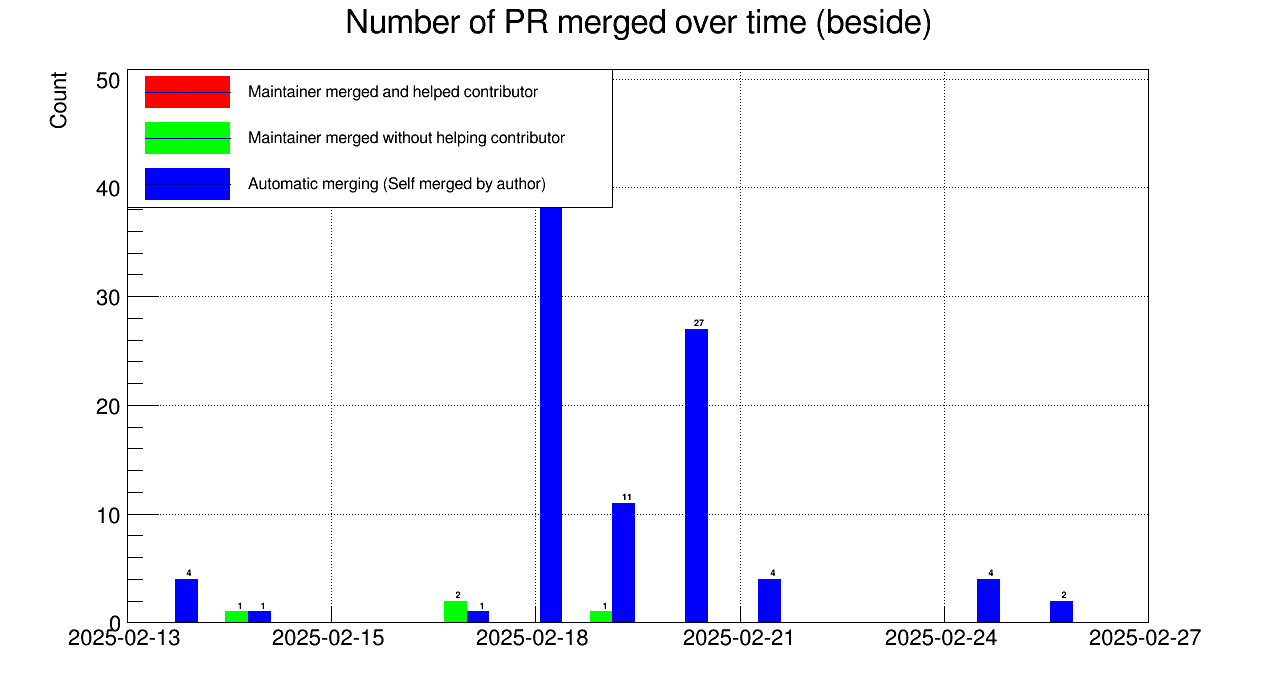 Number of PR merged over time (beside)
Count
50
40
30
20
10
0
Maintainer merged and helped contributor
Maintainer merged without helping contributor
Automatic merging (Self merged by author)
27
11
4 1 1 2 1 1 4 4 2
2025-02-13 2025-02-15 2025-02-18 2025-02-21 2025-02-24 2025-02-27